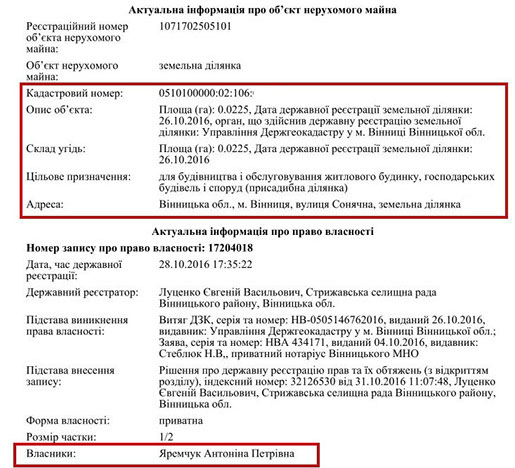 Актуальна інформація про об’єкт нерухомого майна
Реєстраційний номер 1071702505101
об’єкта нерухомого
майна:
Об’єкт нерухомого земельна ділянка
майна:
Кадастровий номер: 0510100000:02:106:
Опис об’єкта: Площа (га): 0.0225, Дата державної реєстрації земельної ділянки:
26.10.2016, орган, що здійснив державну реєстрацію земельної
ділянки: Управління Держгеокадастру у м. Вінниці Вінницької обл.
Склад угідь: Площа (га): 0.0225, Дата державної реєстрації земельної ділянки:
26.10.2016
Цільове призначення: для будівництва і обслуговування житлового будинку, господарських
будівель і споруд (присадибна ділянка)
Адреса: Вінницька обл., м. Вінниця, вулиця Сонячна, земельна ділянка
Актуальна інформація про право власності
Номер запису про право власності: 17204018
Дата, час державної 28.10.2016 17:35:22
реєстрації:
Державний реєстратор: Луценко Євгеній Васильович, Стрижавська селищна рада
Вінницького району, Вінницька обл.
Підстава виникнення Витяг ДЗК, серія та номер: НВ-0505146762016, виданий 26.10.2016,
права власності: видавник: Управління Держгеокадастру у м. Вінниці Вінницької обл.;
Заява, серія та номер: НВА 434171, виданий 04.10.2016, видавник:
Стеблюк Н.В,, приватний нотаріус Вінницького МНО
Підстава внесення Рішення про державну реєстрацію прав та їх обтяжень (з відкриттям
запису: розділу), індексний номер: 32126530 від 31.10.2016 11:07:48, Луценко
Євгеній Васильович, Стрижавська селищна рада Вінницького району,
Вінницька обл.
Форма власності: приватна
Розмір частки: 1/2
Власники: Яремчук Антоніна Петрівна